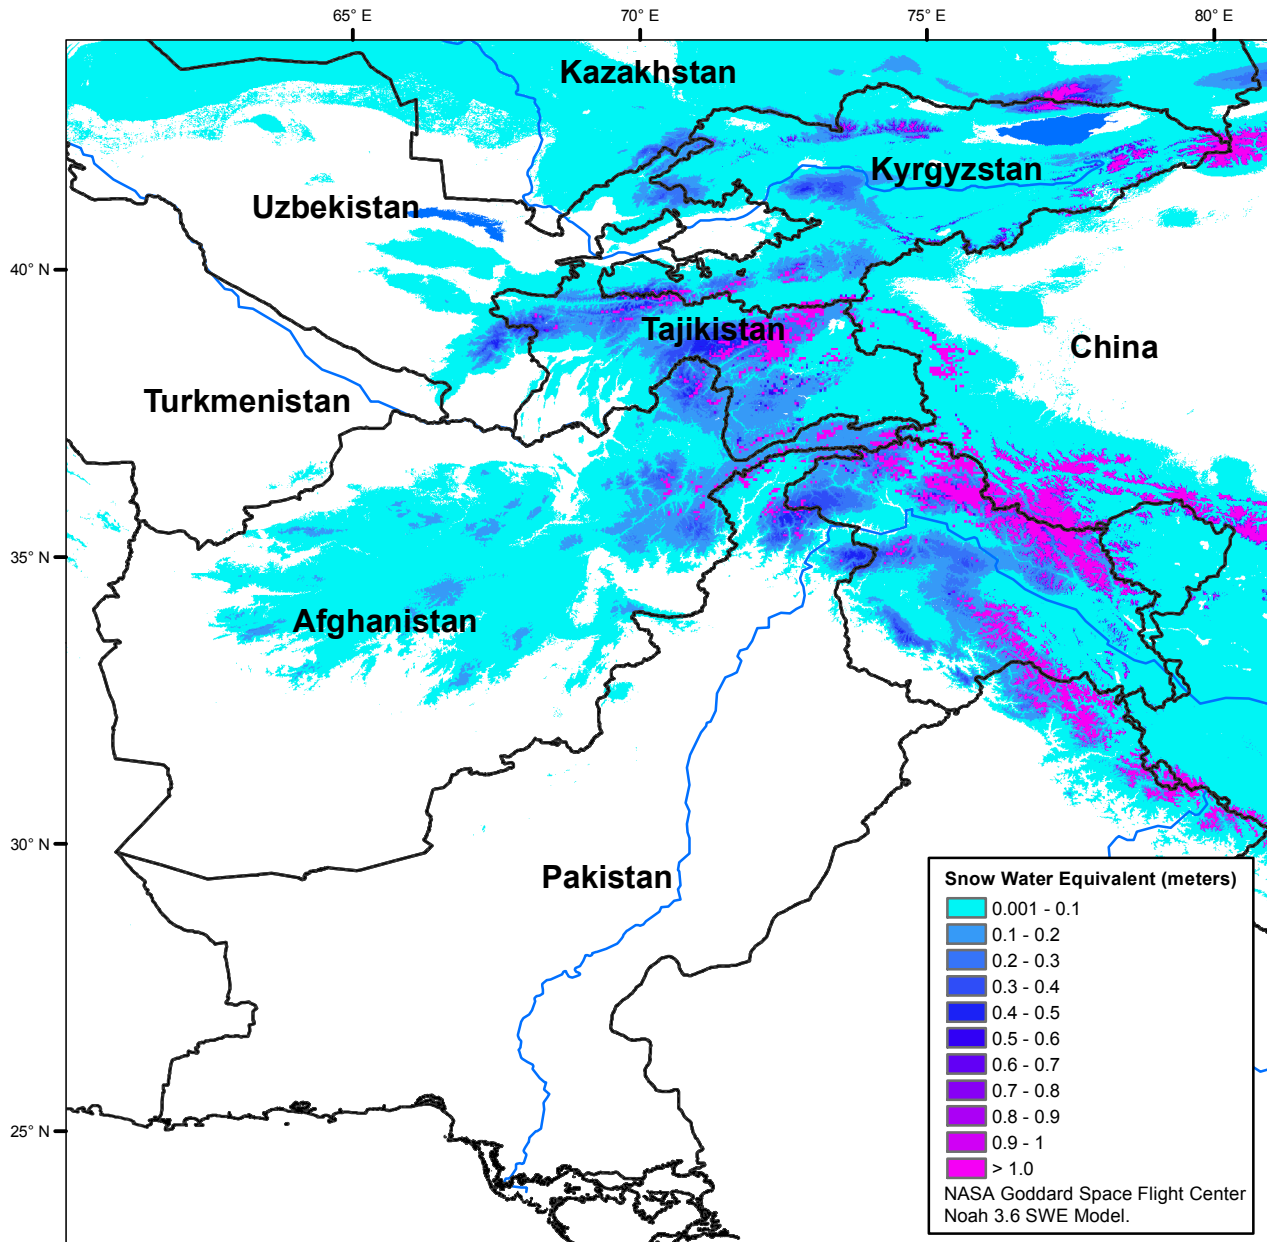 65° E
70° E
75° E
80° E
Kazakhstan
Kyrgyzstan
Uzbekistan
40° N
Tajikistan
China
Turkmenistan
35° N
Afghanistan
30° N
Pakistan
25° N
Snow Water Equivalent (meters)
0.001 - 0.1
0.1 - 0.2
0.2 - 0.3
0.3 - 0.4
0.4 - 0.5
0.5 - 0.6
0.6 - 0.7
0.7 - 0.8
0.8 - 0.9
0.9 - 1
> 1.0
NASA Goddard Space Flight Center
Noah 3.6 SWE Model.